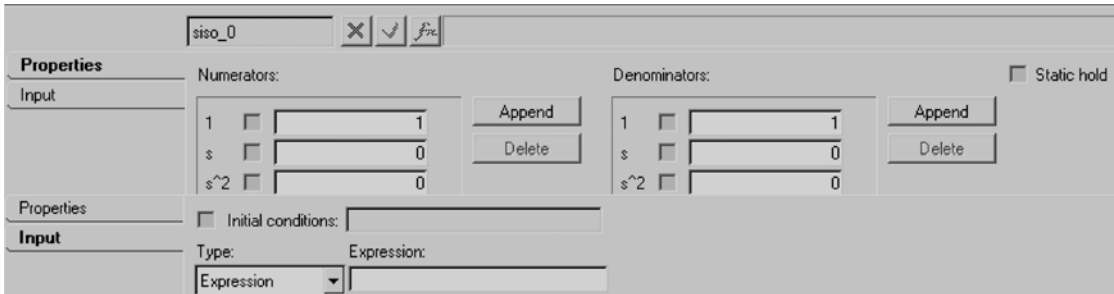 siso_0
Properties
Input
Numerators:
Denominators:
Static hold
1 1 Append
s 0 Delete
s^2 0
1 1 Append
s 0 Delete
s^2 0
Properties
Input
Initial conditions:
Type: Expression:
Expression